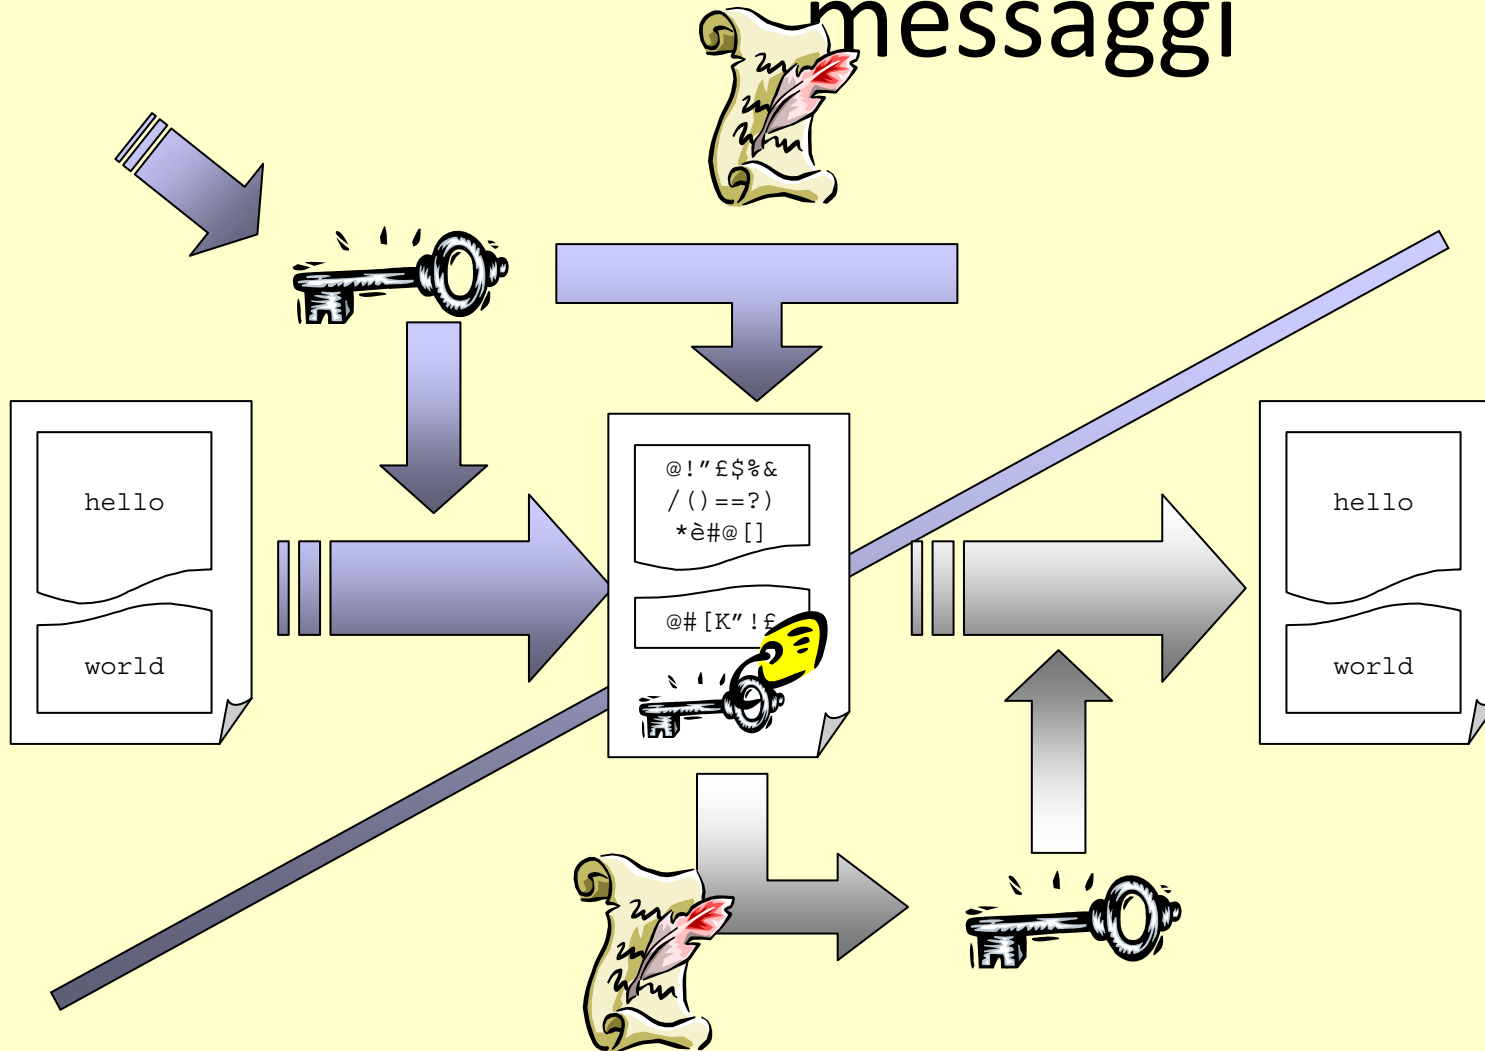 messaggi
hello
world
@!"£$%&
/()==?)
*è#@[]
@#[K"!£
hello
world